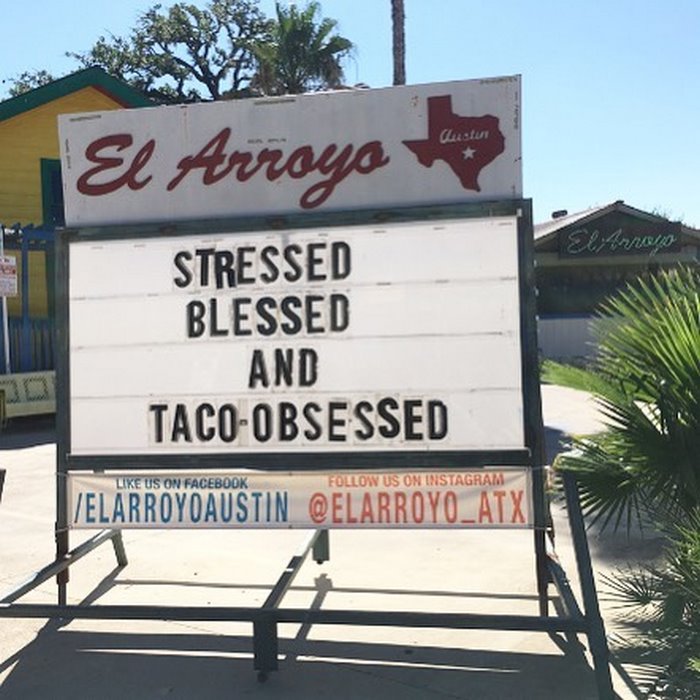 El Arroyo
Austin
El Arroyo
STRESSED
BLESSED
AND
TACO-OBSESSED
LIKE US ON FACEBOOK
/ELARROYOAUSTIN
FOLLOW US ON INSTAGRAM
@ELARROYO_ATX